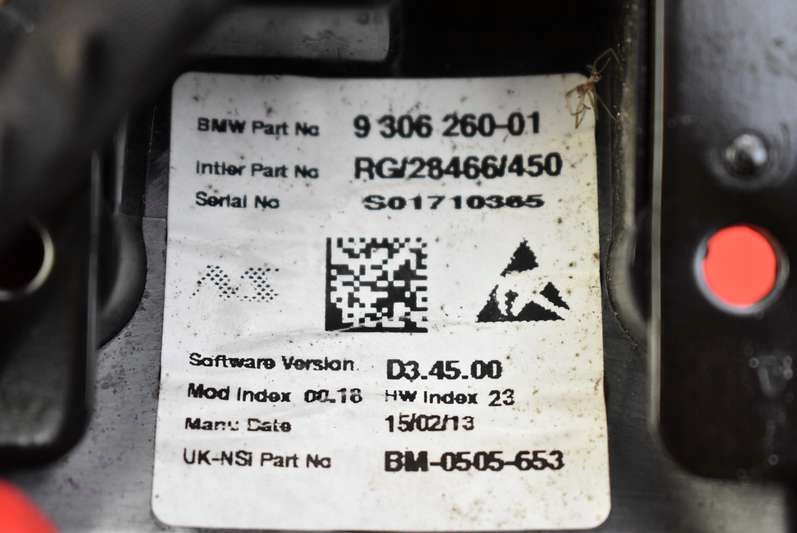 BMW Part No 9 306 260-01
Intier Part No RG/28466/450
Serial No S01710365
NS
Software Version D3.45.00
Mod Index 00.18 HW Index 23
Manu Date 15/02/13
UK-NSI Part No BM-0505-653